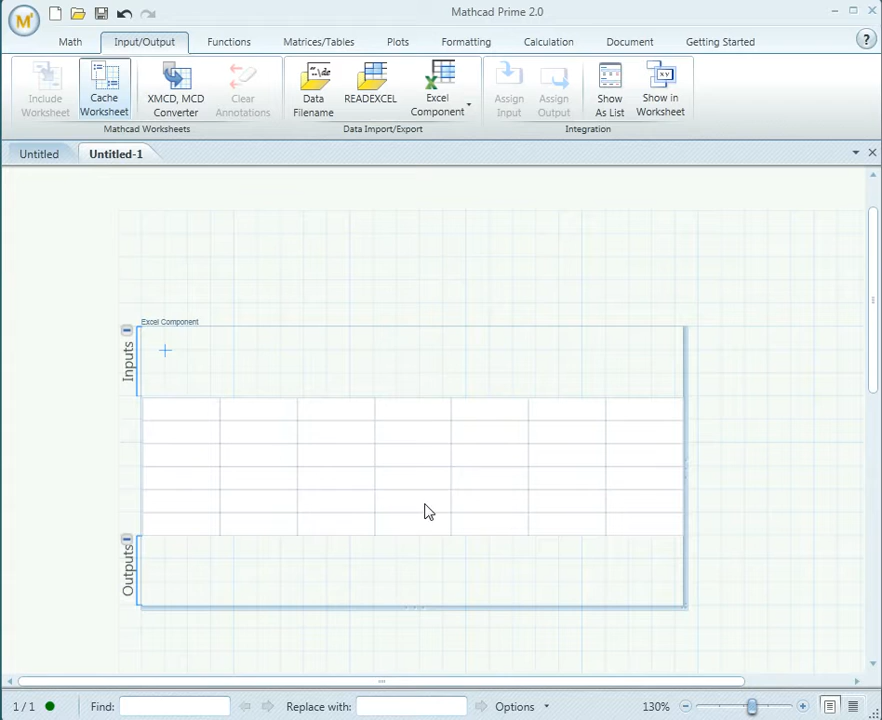 Mathcad Prime 2.0
Math Input/Output Functions Matrices/Tables Plots Formatting Calculation Document Getting Started
Include Worksheet
Cache Worksheet
XMCD, MCD Converter
Clear Annotations
Data Filename
READEXCEL
Excel Component
Assign Input
Assign Output
Show As List
Show in Worksheet
Mathcad Worksheets Data Import/Export Integration
Untitled Untitled-1
Excel Component
Inputs
Outputs
1 / 1 Find: Replace with: Options 130%